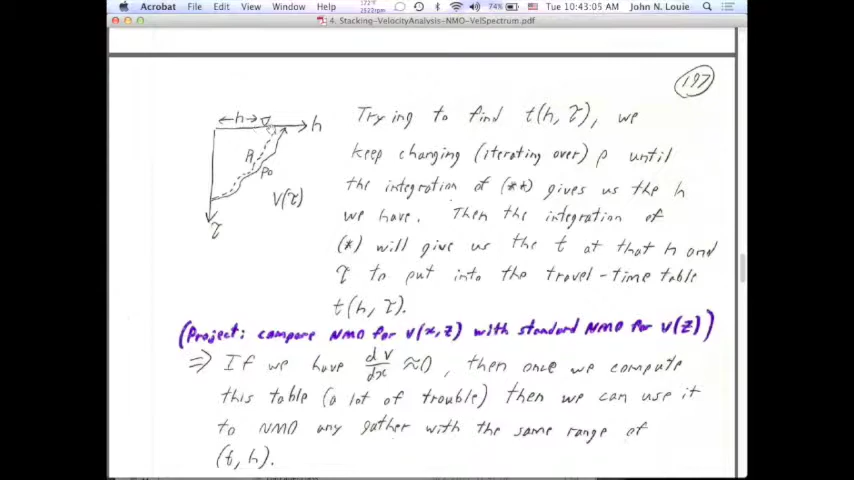 Acrobat File Edit View Window Help 74% Tue 10:43:05 AM John N. Louie
4. Stacking-VelocityAnalysis-NMO-VelSpectrum.pdf
197
h
h
P₁
P0
V(τ)
τ
Trying to find t(h, τ), we
keep changing (iterating over) p until
the integration of (**) gives us the h
we have. Then the integration of
(*) will give us the t at that h and
τ to put into the travel-time table
t(h, τ).
(Project: compare NMO for v(x,z) with standard NMO for v(z))
⇒ If we have dv/dx ≈ 0, then once we compute
this table (a lot of trouble) then we can use it
to NMO any gather with the same range of
(t, h).